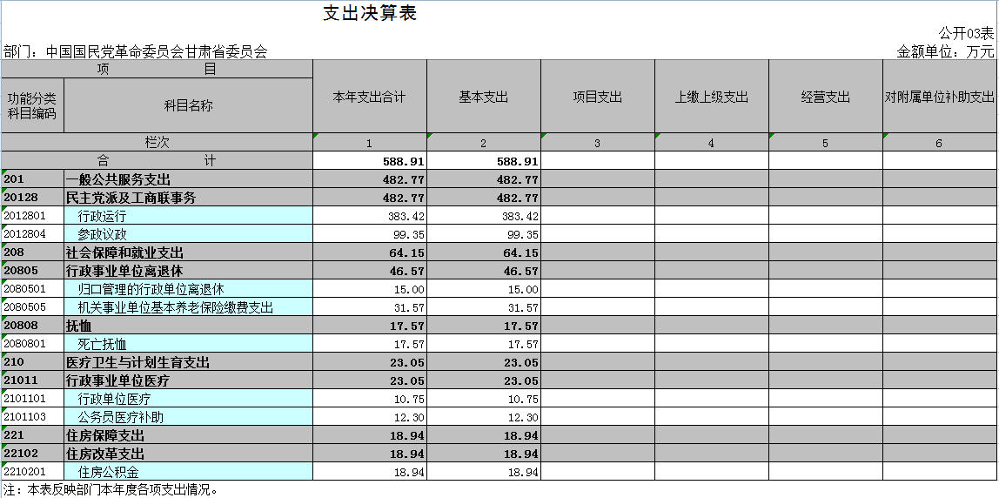 支出决算表
公开03表
部门：中国国民党革命委员会甘肃省委员会 金额单位：万元
项 目 本年支出合计 基本支出 项目支出 上缴上级支出 经营支出 对附属单位补助支出
功能分类科目编码 科目名称
栏次 1 2 3 4 5 6
合 计 588.91 588.91
201 一般公共服务支出 482.77 482.77
20128 民主党派及工商联事务 482.77 482.77
2012801 行政运行 383.42 383.42
2012804 参政议政 99.35 99.35
208 社会保障和就业支出 64.15 64.15
20805 行政事业单位离退休 46.57 46.57
2080501 归口管理的行政单位离退休 15.00 15.00
2080505 机关事业单位基本养老保险缴费支出 31.57 31.57
20808 抚恤 17.57 17.57
2080801 死亡抚恤 17.57 17.57
210 医疗卫生与计划生育支出 23.05 23.05
21011 行政事业单位医疗 23.05 23.05
2101101 行政单位医疗 10.75 10.75
2101103 公务员医疗补助 12.30 12.30
221 住房保障支出 18.94 18.94
22102 住房改革支出 18.94 18.94
2210201 住房公积金 18.94 18.94
注：本表反映部门本年度各项支出情况。